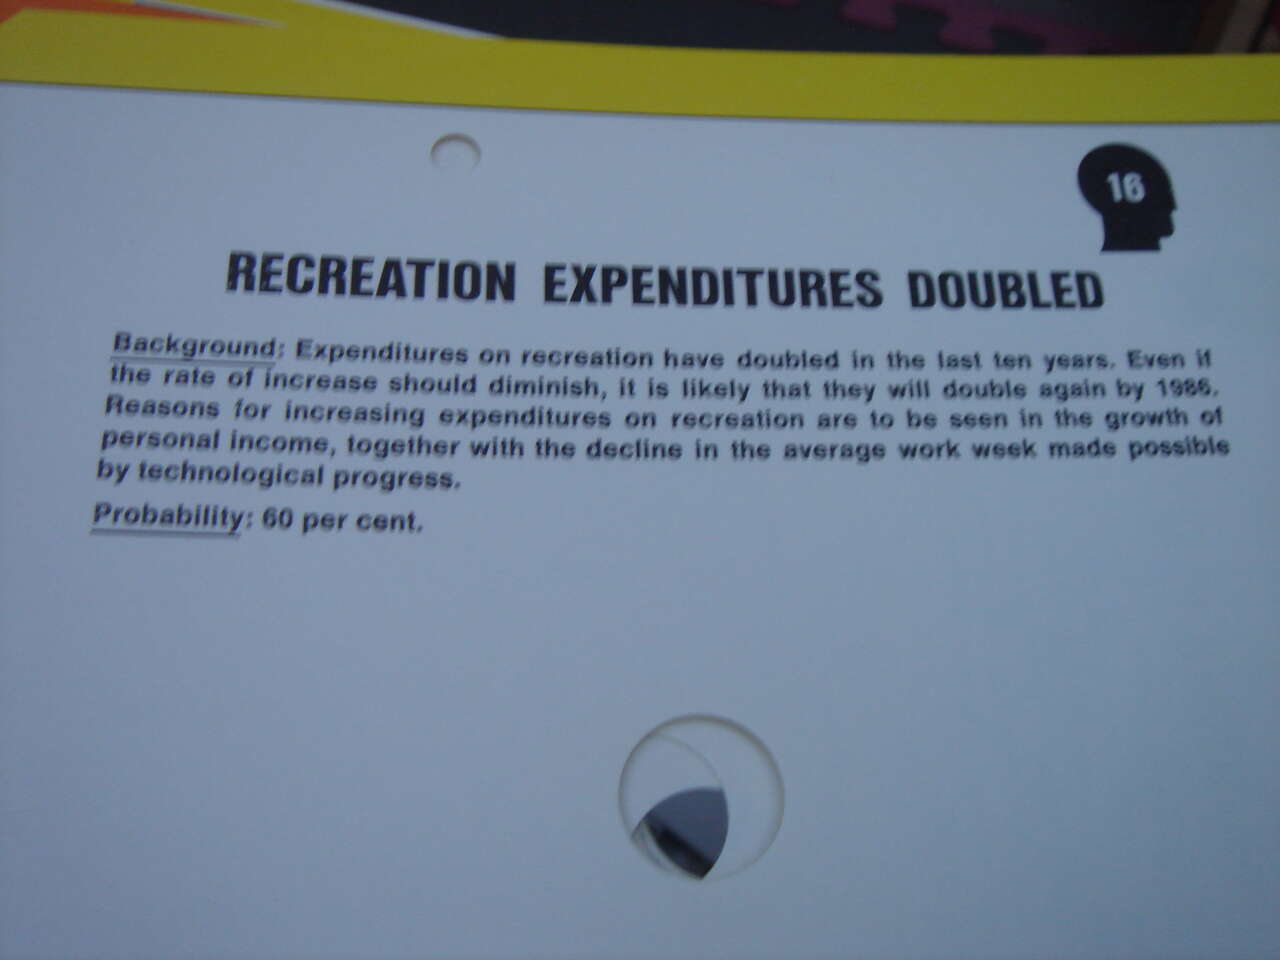 16
RECREATION EXPENDITURES DOUBLED
Background: Expenditures on recreation have doubled in the last ten years. Even if
the rate of increase should diminish, it is likely that they will double again by 1986.
Reasons for increasing expenditures on recreation are to be seen in the growth of
personal income, together with the decline in the average work week made possible
by technological progress.
Probability: 60 per cent.